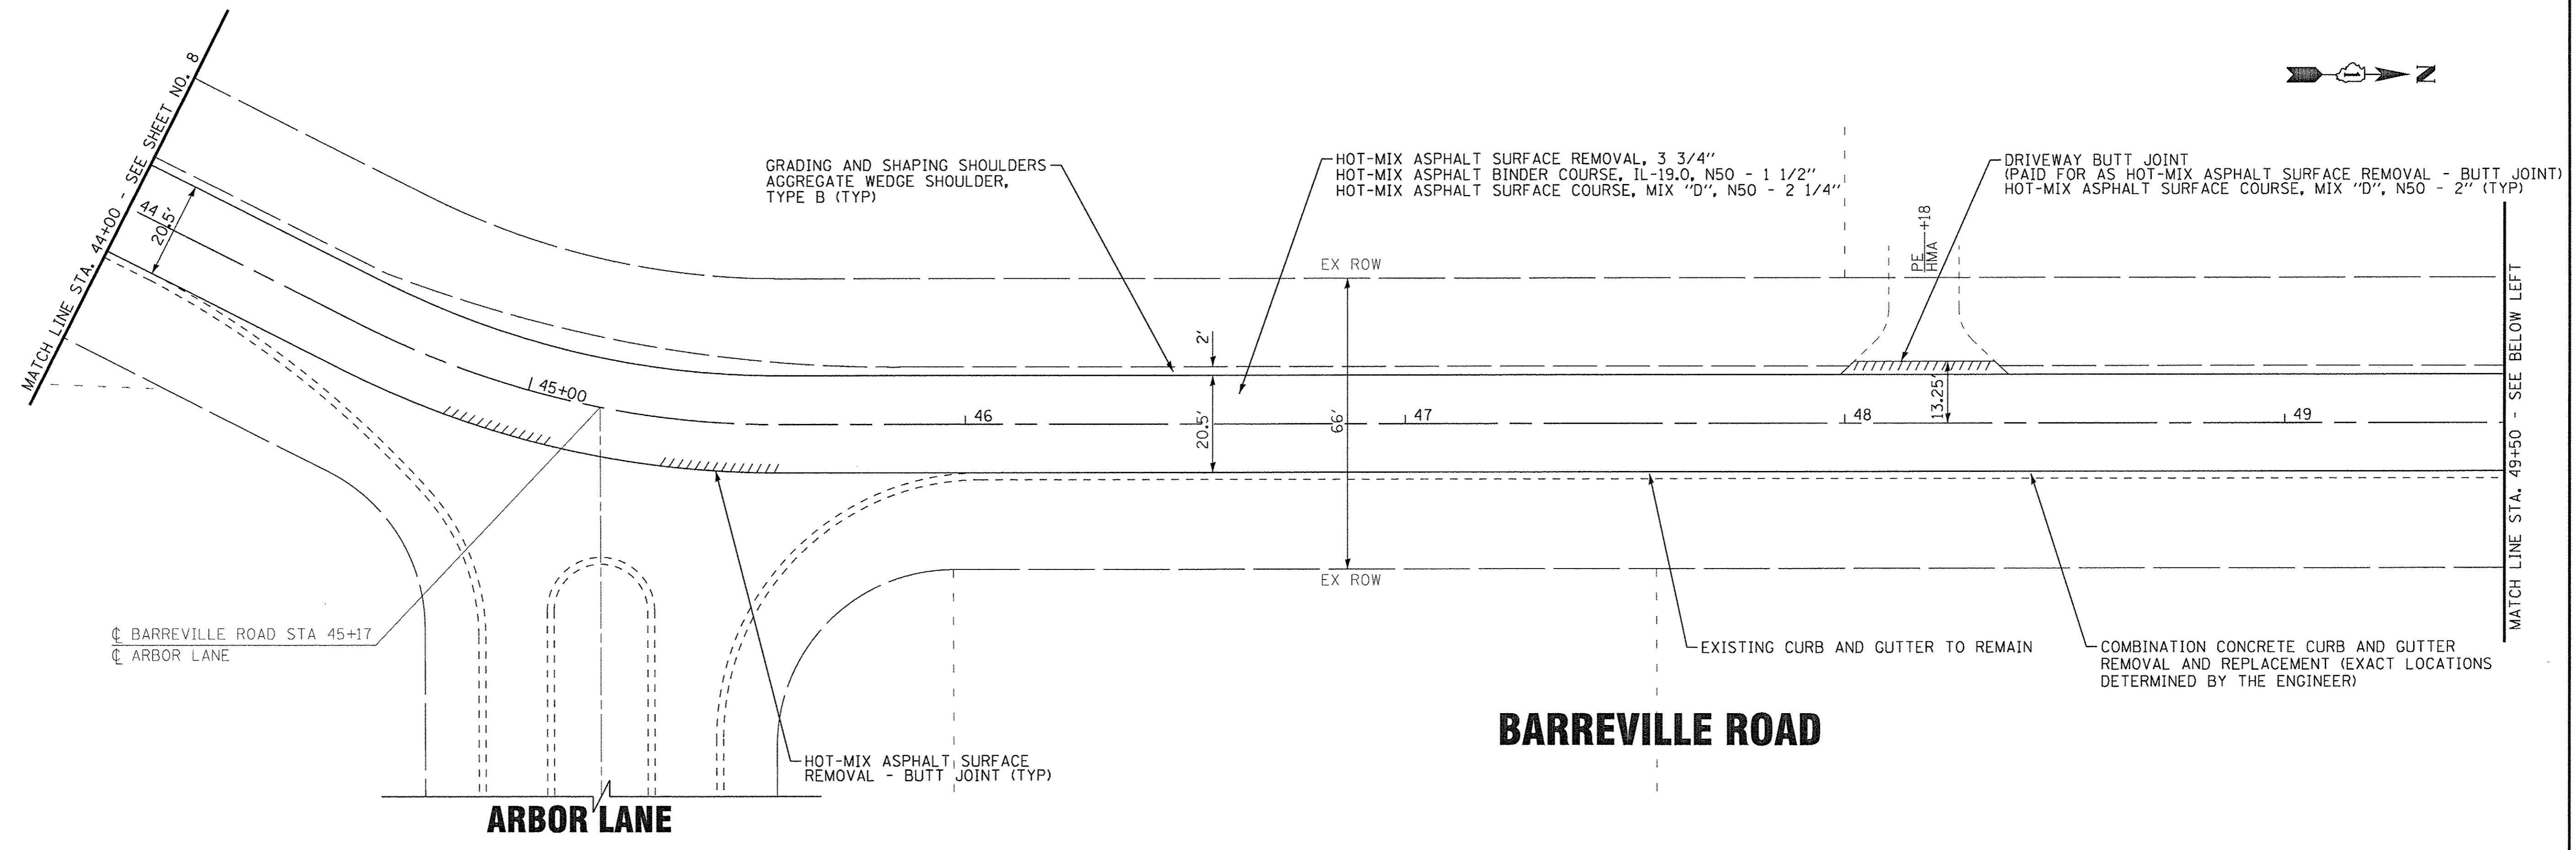 MATCH LINE STA. 44+00 - SEE SHEET NO. 8
N
GRADING AND SHAPING SHOULDERS
AGGREGATE WEDGE SHOULDER,
TYPE B (TYP)
HOT-MIX ASPHALT SURFACE REMOVAL, 3 3/4"
HOT-MIX ASPHALT BINDER COURSE, IL-19.0, N50 - 1 1/2"
HOT-MIX ASPHALT SURFACE COURSE, MIX "D", N50 - 2 1/4"
DRIVEWAY BUTT JOINT
(PAID FOR AS HOT-MIX ASPHALT SURFACE REMOVAL - BUTT JOINT)
HOT-MIX ASPHALT SURFACE COURSE, MIX "D", N50 - 2" (TYP)
44
20.5'
EX ROW
PE
HMA
+18
2'
45+00
46
47
48
49
20.5'
66'
13.25'
EX ROW
MATCH LINE STA. 49+50 - SEE BELOW LEFT
℄ BARREVILLE ROAD STA 45+17
℄ ARBOR LANE
EXISTING CURB AND GUTTER TO REMAIN
COMBINATION CONCRETE CURB AND GUTTER
REMOVAL AND REPLACEMENT (EXACT LOCATIONS
DETERMINED BY THE ENGINEER)
BARREVILLE ROAD
HOT-MIX ASPHALT SURFACE
REMOVAL - BUTT JOINT (TYP)
ARBOR LANE